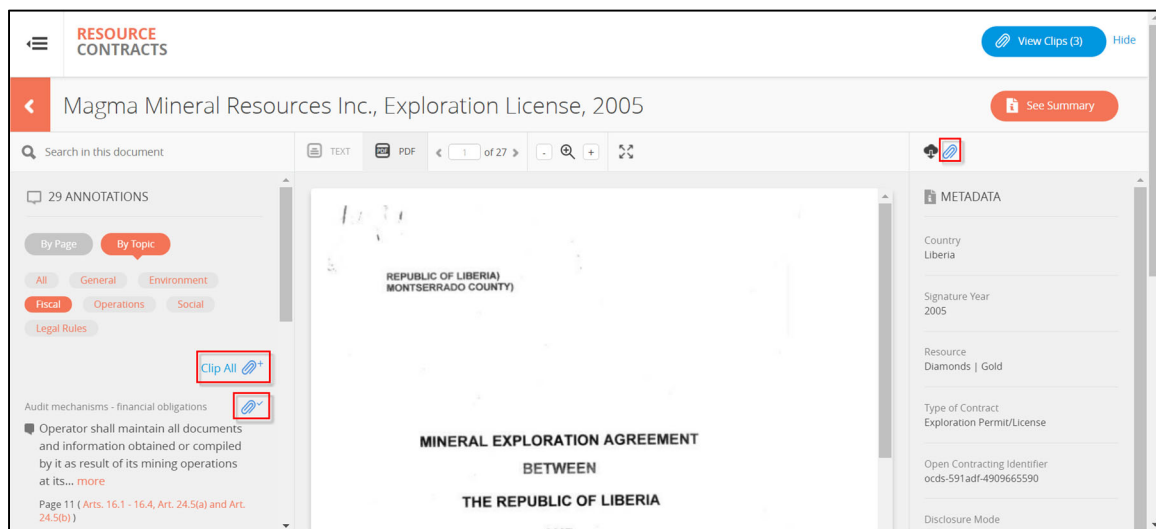 RESOURCE
CONTRACTS
View Clips (3)
Hide
Magma Mineral Resources Inc., Exploration License, 2005
See Summary
Search in this document
TEXT
PDF
1 of 27
- +
29 ANNOTATIONS
By Page By Topic
All General Environment
Fiscal Operations Social
Legal Rules
Clip All
Audit mechanisms - financial obligations
Operator shall maintain all documents
and information obtained or compiled
by it as result of its mining operations
at its... more
Page 11 ( Arts. 16.1 - 16.4, Art. 24.5(a) and Art.
24.5(b) )
REPUBLIC OF LIBERIA)
MONTSERRADO COUNTY)
MINERAL EXPLORATION AGREEMENT
BETWEEN
THE REPUBLIC OF LIBERIA
METADATA
Country
Liberia
Signature Year
2005
Resource
Diamonds | Gold
Type of Contract
Exploration Permit/License
Open Contracting Identifier
ocds-591adf-4909665590
Disclosure Mode